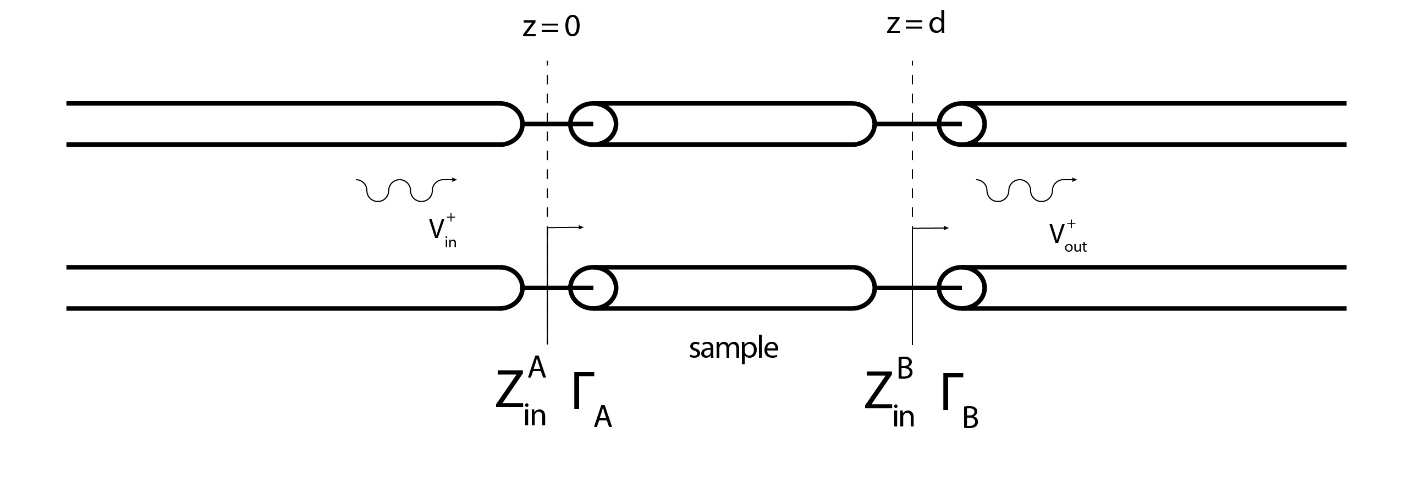 z = 0
z = d
V+in
V+out
sample
ZAin ΓA
ZBin ΓB